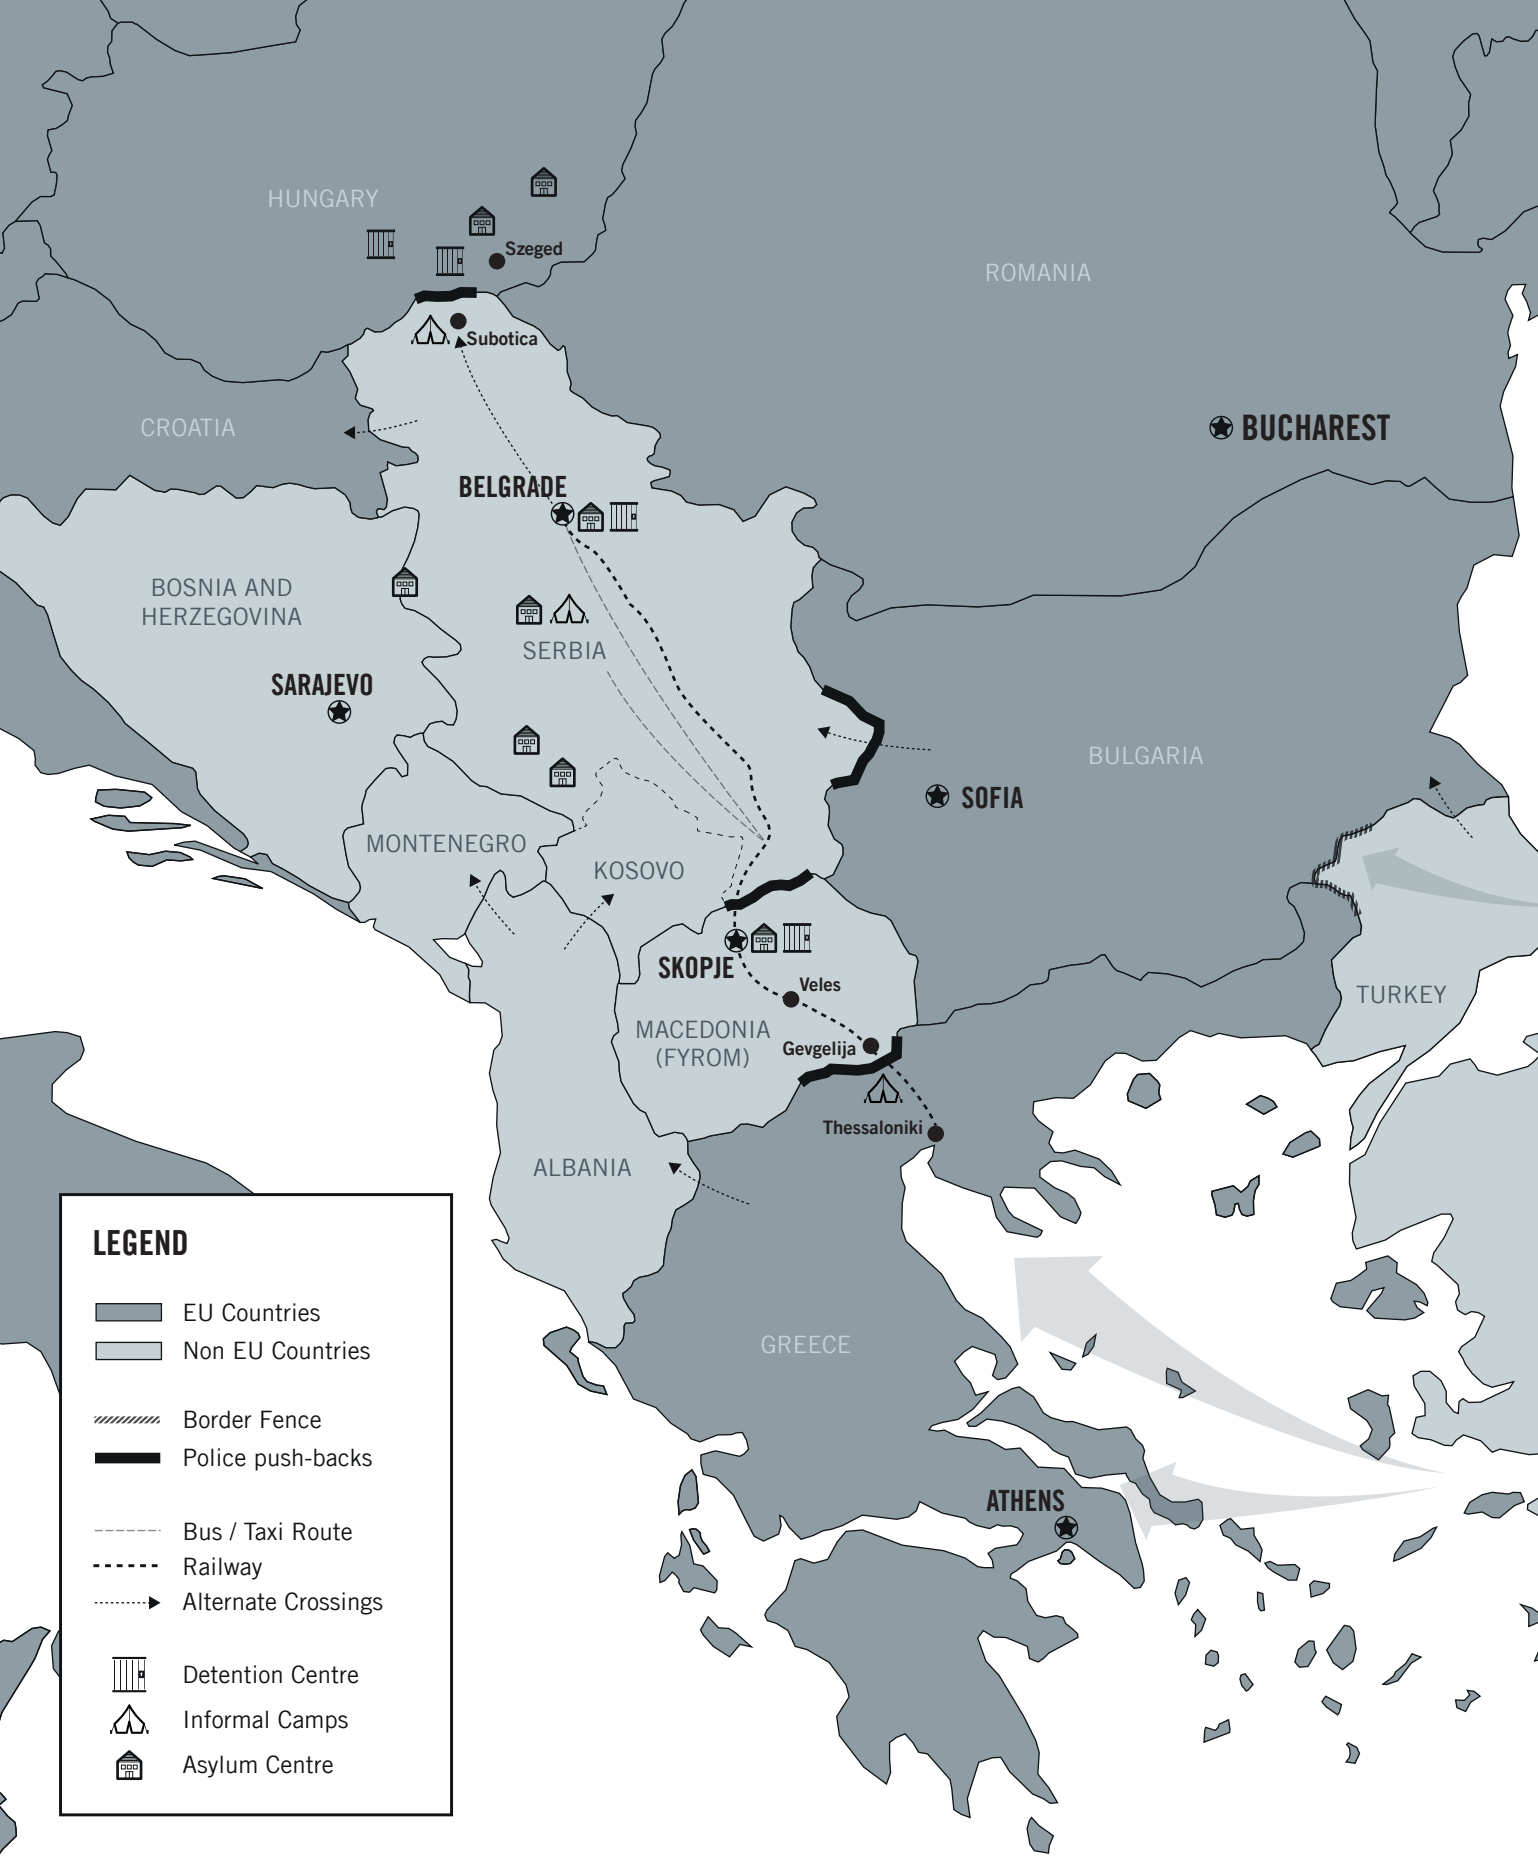 HUNGARY
Szeged
ROMANIA
Subotica
CROATIA
BUCHAREST
BELGRADE
BOSNIA AND
HERZEGOVINA
SERBIA
SARAJEVO
BULGARIA
SOFIA
MONTENEGRO
KOSOVO
SKOPJE
Veles
TURKEY
MACEDONIA
(FYROM)
Gevgelija
Thessaloniki
ALBANIA
GREECE
ATHENS
LEGEND
EU Countries
Non EU Countries
Border Fence
Police push-backs
Bus / Taxi Route
Railway
Alternate Crossings
Detention Centre
Informal Camps
Asylum Centre